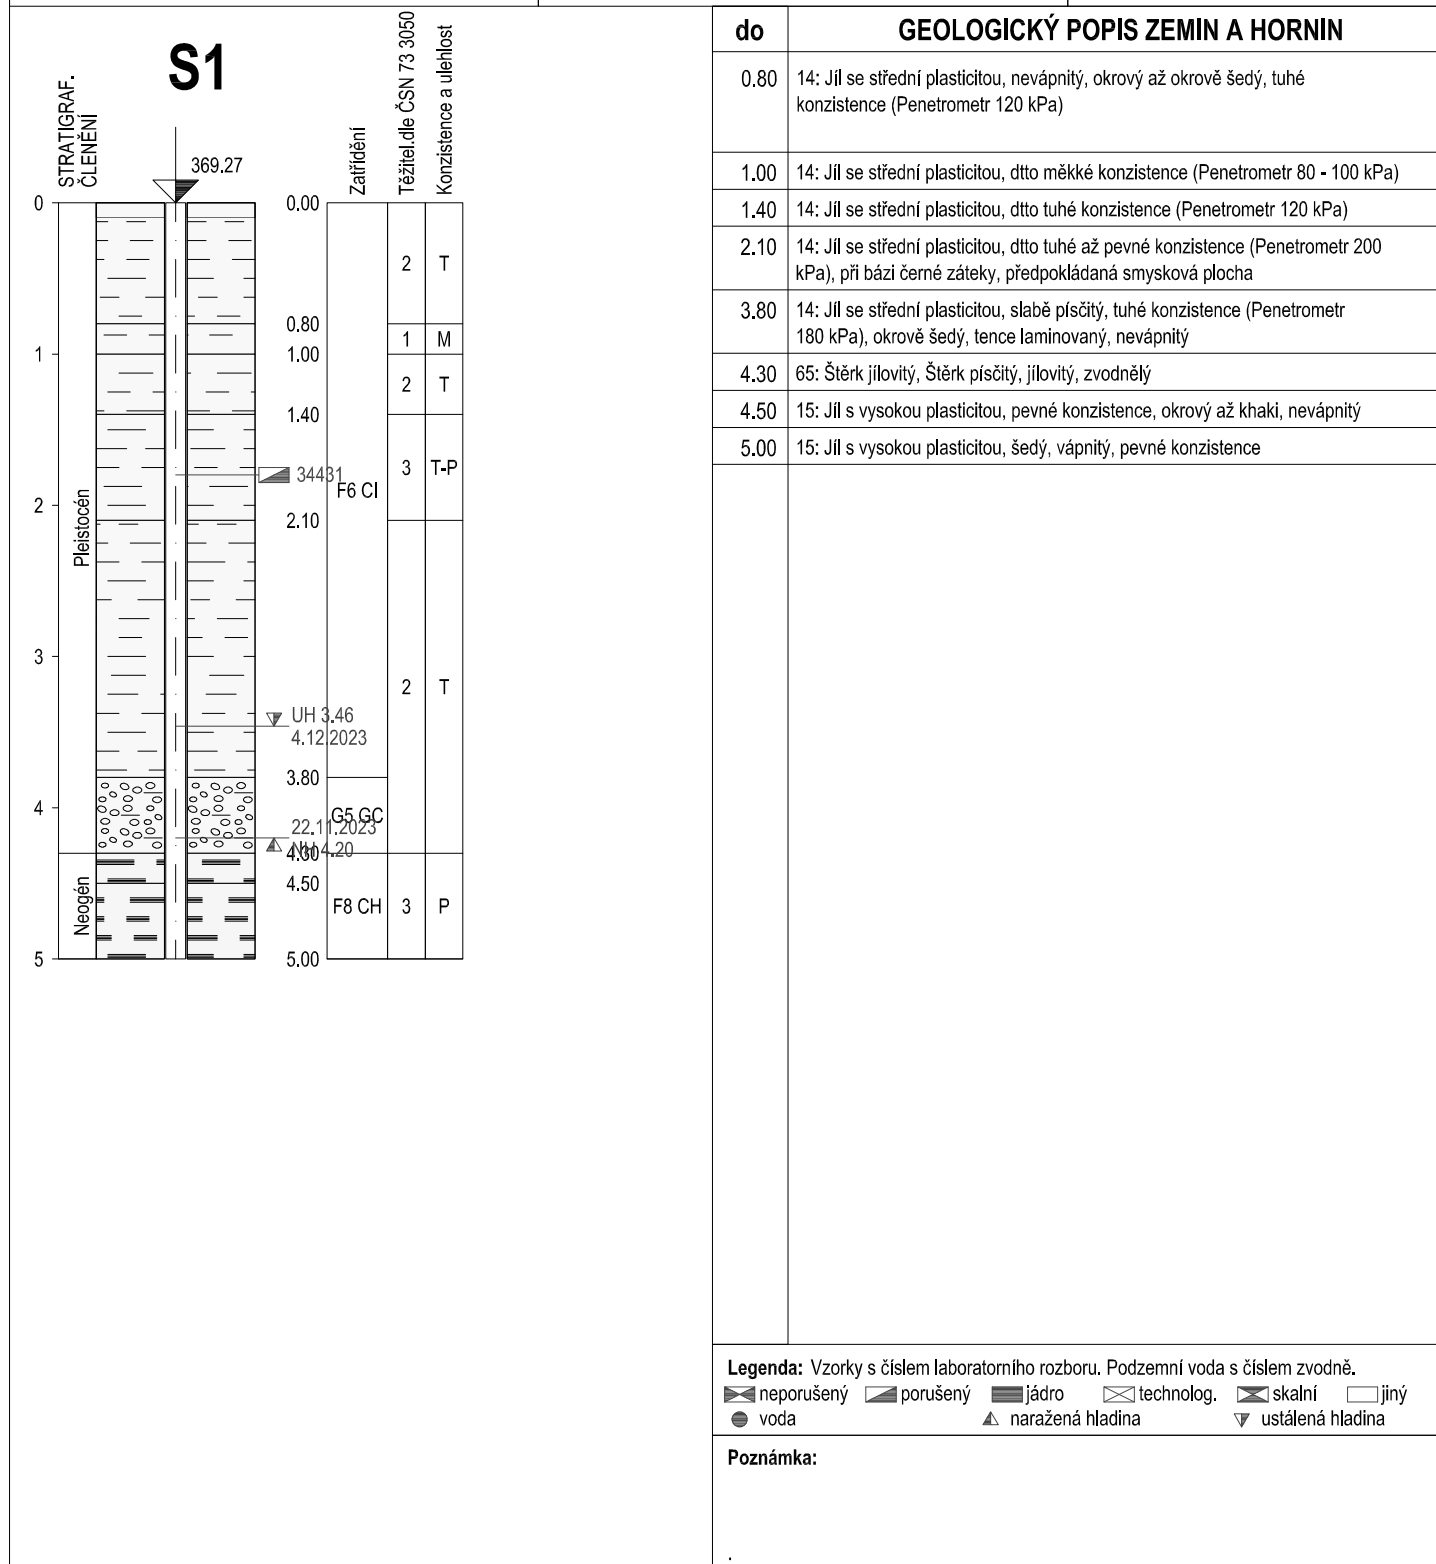 S1
STRATIGRAF.
ČLENĚNÍ
369.27
Zatřídění
Těžitel.dle ČSN 73 3050
Konzistence a ulehlost
0
1
2
3
4
5
Pleistocén
Neogén
0.00
0.80
1.00
1.40
2.10
3.80
4.30
4.50
5.00
34431
UH 3.46
4.12.2023
22.11.2023
NH 4.20
F6 CI
G5 GC
F8 CH
2 T
1 M
2 T
3 T-P
2 T
3 P
do GEOLOGICKÝ POPIS ZEMIN A HORNIN
0.80 14: Jíl se střední plasticitou, nevápnitý, okrový až okrově šedý, tuhé
konzistence (Penetrometr 120 kPa)
1.00 14: Jíl se střední plasticitou, dtto měkké konzistence (Penetrometr 80 - 100 kPa)
1.40 14: Jíl se střední plasticitou, dtto tuhé konzistence (Penetrometr 120 kPa)
2.10 14: Jíl se střední plasticitou, dtto tuhé až pevné konzistence (Penetrometr 200
kPa), při bázi černé záteky, předpokládaná smysková plocha
3.80 14: Jíl se střední plasticitou, slabě písčitý, tuhé konzistence (Penetrometr
180 kPa), okrově šedý, tence laminovaný, nevápnitý
4.30 65: Štěrk jílovitý, Štěrk písčitý, jílovitý, zvodnělý
4.50 15: Jíl s vysokou plasticitou, pevné konzistence, okrový až khaki, nevápnitý
5.00 15: Jíl s vysokou plasticitou, šedý, vápnitý, pevné konzistence
Legenda: Vzorky s číslem laboratorního rozboru. Podzemní voda s číslem zvodně.
neporušený porušený jádro technolog. skalní jiný
voda naražená hladina ustálená hladina
Poznámka:
.